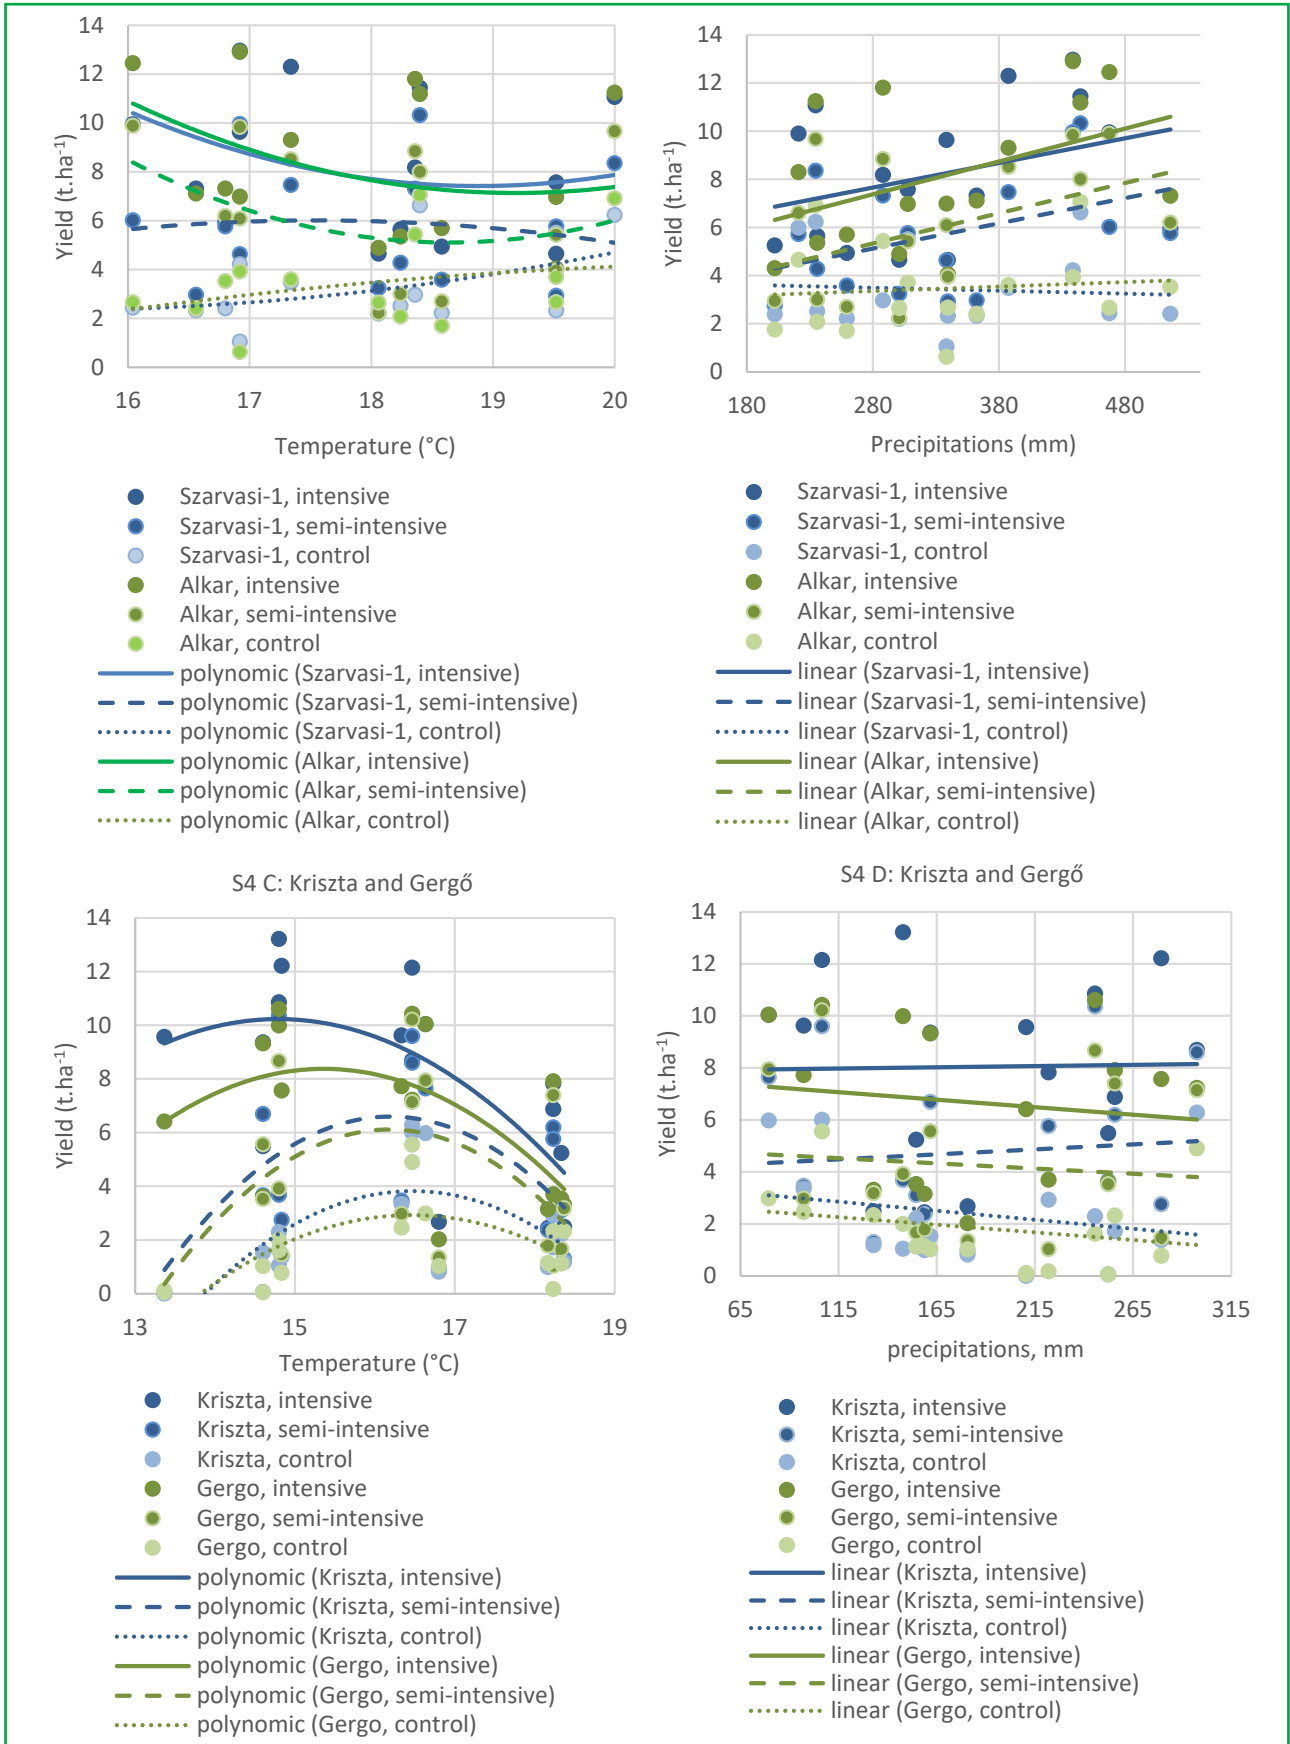 14
12
10
8
6
4
2
0
Yield (t.ha-1)
16
17
18
19
20
Temperature (°C)
Szarvasi-1, intensive
Szarvasi-1, semi-intensive
Szarvasi-1, control
Alkar, intensive
Alkar, semi-intensive
Alkar, control
polynomic (Szarvasi-1, intensive)
polynomic (Szarvasi-1, semi-intensive)
polynomic (Szarvasi-1, control)
polynomic (Alkar, intensive)
polynomic (Alkar, semi-intensive)
polynomic (Alkar, control)
14
12
10
8
6
4
2
0
Yield (t.ha-1)
180
280
380
480
Precipitations (mm)
Szarvasi-1, intensive
Szarvasi-1, semi-intensive
Szarvasi-1, control
Alkar, intensive
Alkar, semi-intensive
Alkar, control
linear (Szarvasi-1, intensive)
linear (Szarvasi-1, semi-intensive)
linear (Szarvasi-1, control)
linear (Alkar, intensive)
linear (Alkar, semi-intensive)
linear (Alkar, control)
S4 C: Kriszta and Gergő
14
12
10
8
6
4
2
0
Yield (t.ha-1)
13
15
17
19
Temperature (°C)
Kriszta, intensive
Kriszta, semi-intensive
Kriszta, control
Gergo, intensive
Gergo, semi-intensive
Gergo, control
polynomic (Kriszta, intensive)
polynomic (Kriszta, semi-intensive)
polynomic (Kriszta, control)
polynomic (Gergo, intensive)
polynomic (Gergo, semi-intensive)
polynomic (Gergo, control)
S4 D: Kriszta and Gergő
14
12
10
8
6
4
2
0
Yield (t.ha-1)
65
115
165
215
265
315
precipitations, mm
Kriszta, intensive
Kriszta, semi-intensive
Kriszta, control
Gergo, intensive
Gergo, semi-intensive
Gergo, control
linear (Kriszta, intensive)
linear (Kriszta, semi-intensive)
linear (Kriszta, control)
linear (Gergo, intensive)
linear (Gergo, semi-intensive)
linear (Gergo, control)